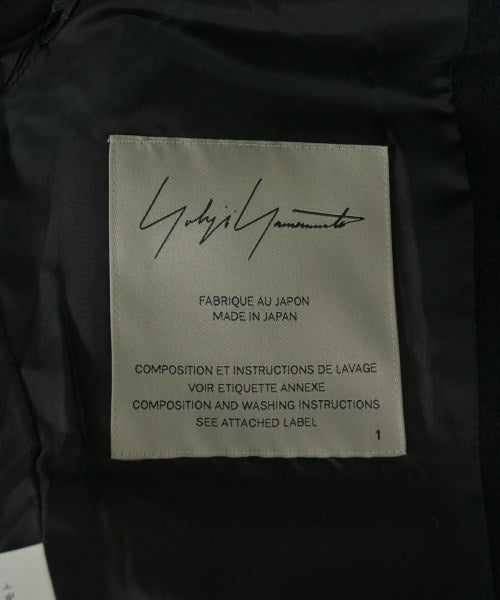 Yohji Yamamoto
FABRIQUE AU JAPON
MADE IN JAPAN
COMPOSITION ET INSTRUCTIONS DE LAVAGE
VOIR ETIQUETTE ANNEXE
COMPOSITION AND WASHING INSTRUCTIONS
SEE ATTACHED LABEL
1